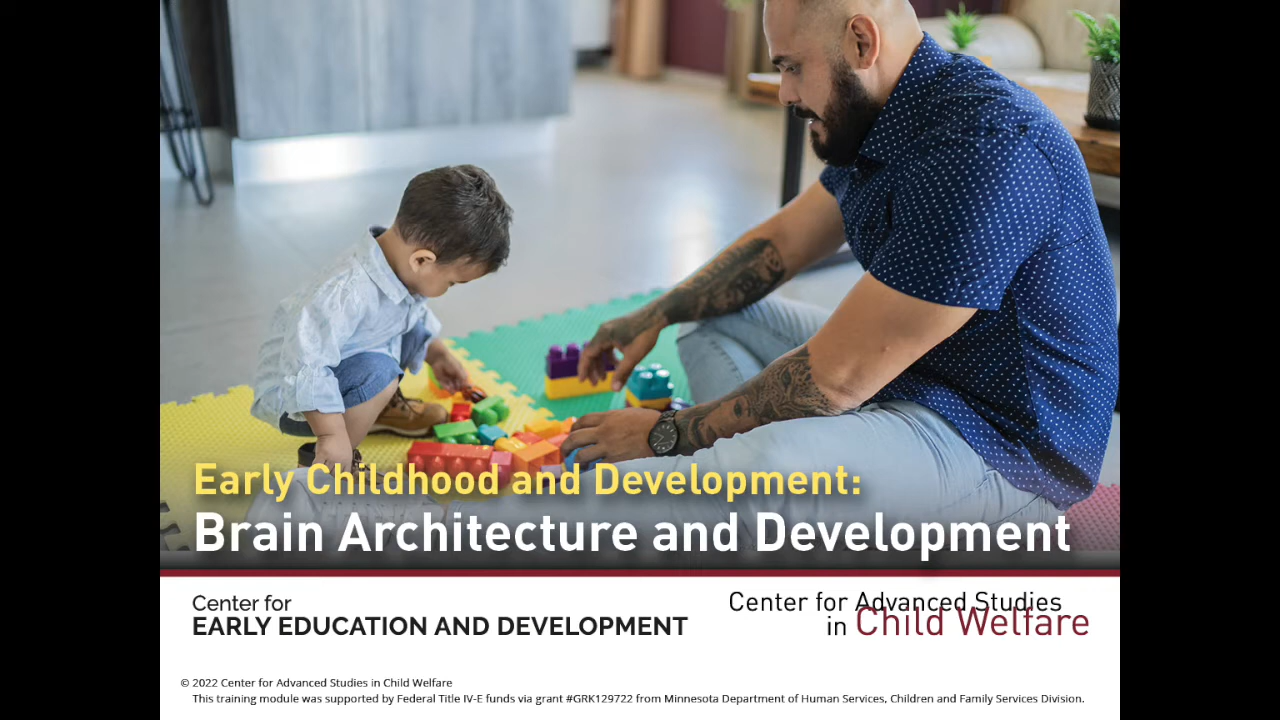 Early Childhood and Development:
Brain Architecture and Development
Center for
EARLY EDUCATION AND DEVELOPMENT
Center for Advanced Studies
in Child Welfare
© 2022 Center for Advanced Studies in Child Welfare
This training module was supported by Federal Title IV-E funds via grant #GRK129722 from Minnesota Department of Human Services, Children and Family Services Division.